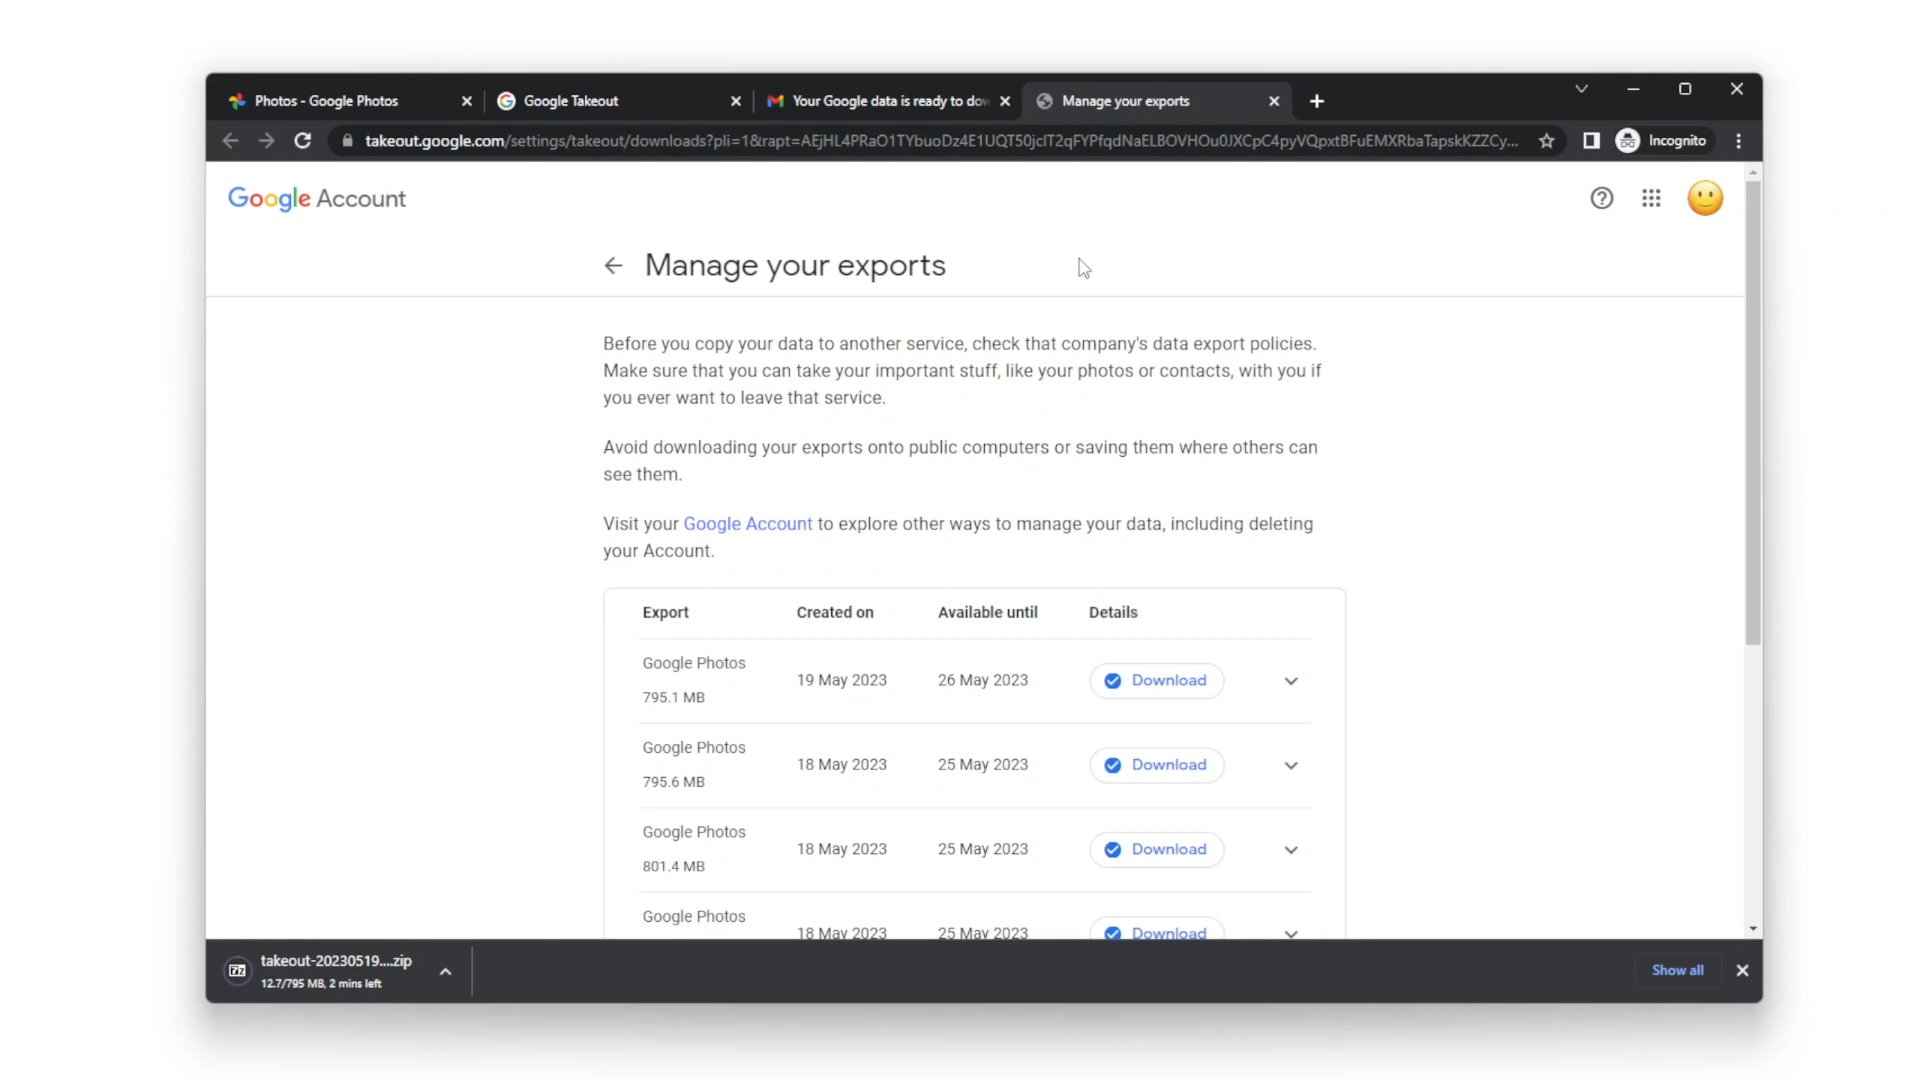 Photos - Google Photos
Google Takeout
Your Google data is ready to dow
Manage your exports
takeout.google.com/settings/takeout/downloads?pli=1&rapt=AEjHL4PRaO1TYbuoDz4E1UQT50jclT2qFYPfqdNaELBOVHOu0JXCpC4pyVQpxtBFuEMXRbaTapskKZZCy...
Incognito
Google Account
Manage your exports
Before you copy your data to another service, check that company's data export policies.
Make sure that you can take your important stuff, like your photos or contacts, with you if
you ever want to leave that service.
Avoid downloading your exports onto public computers or saving them where others can
see them.
Visit your Google Account to explore other ways to manage your data, including deleting
your Account.
Export Created on Available until Details
Google Photos
795.1 MB
19 May 2023 26 May 2023 Download
Google Photos
795.6 MB
18 May 2023 25 May 2023 Download
Google Photos
801.4 MB
18 May 2023 25 May 2023 Download
Google Photos
18 May 2023 25 May 2023 Download
takeout-20230519....zip
12.7/795 MB, 2 mins left
Show all